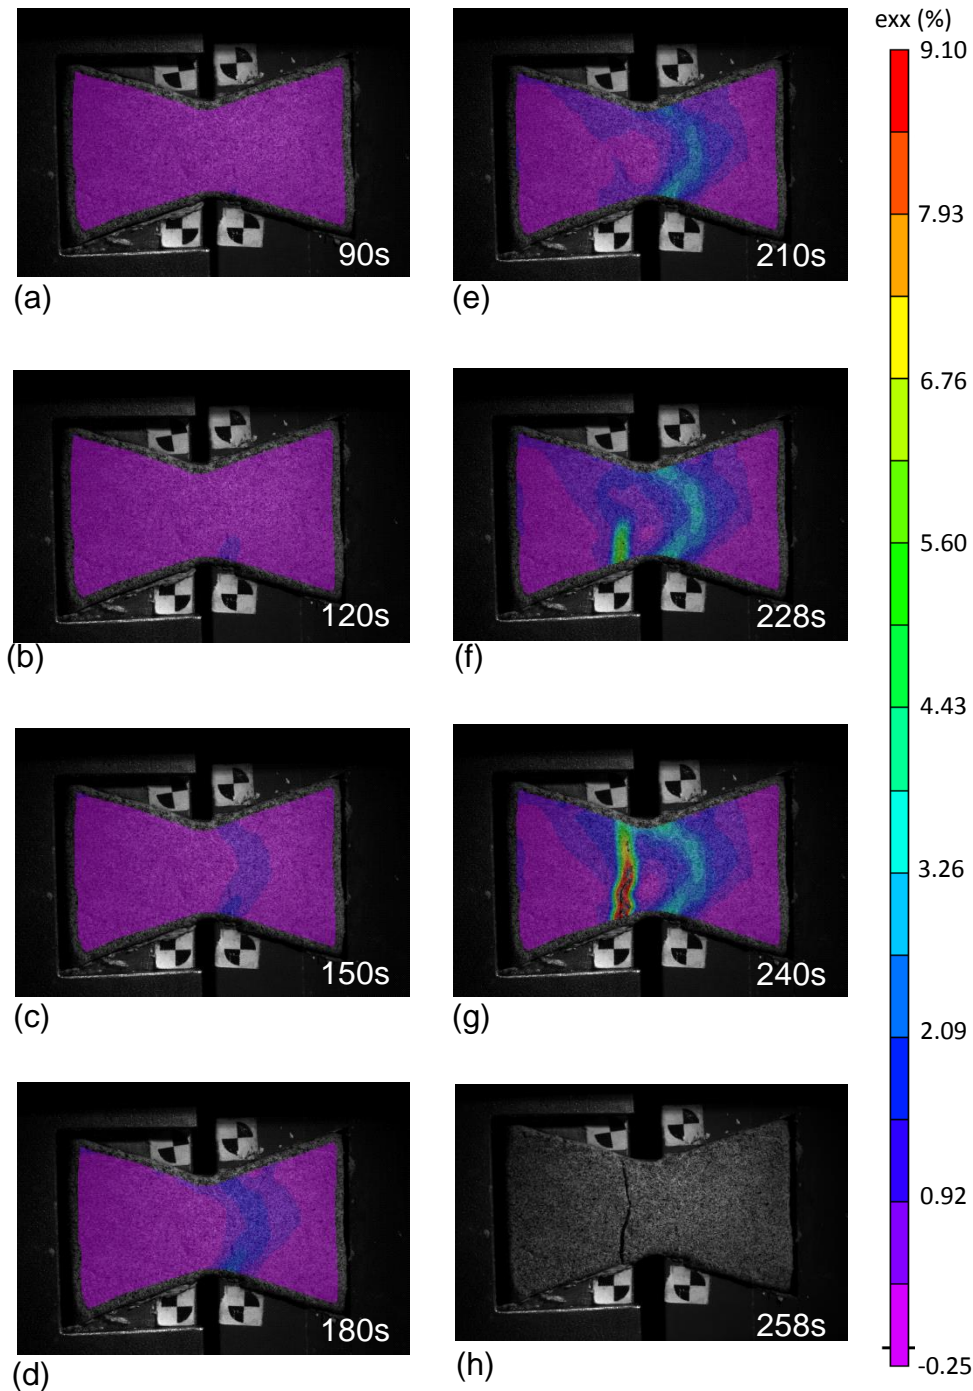 exx (%)
9.10
7.93
6.76
5.60
4.43
3.26
2.09
0.92
-0.25
90s
(a)
120s
(b)
150s
(c)
180s
(d)
210s
(e)
228s
(f)
240s
(g)
258s
(h)